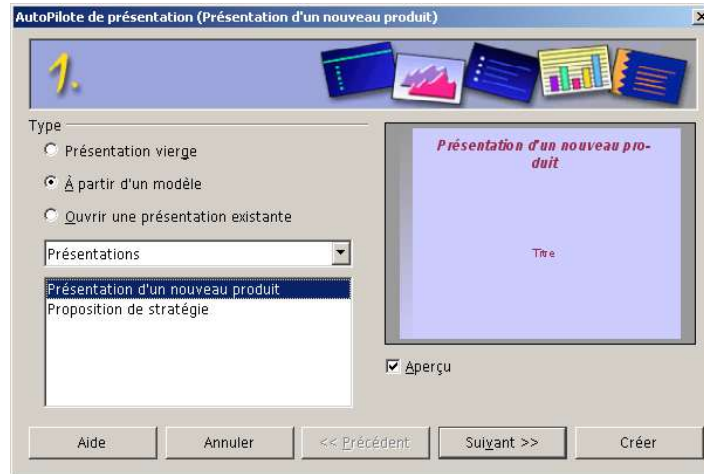 AutoPilote de présentation (Présentation d'un nouveau produit)
1.
Type
Présentation vierge
À partir d'un modèle
Ouvrir une présentation existante
Présentations
Présentation d'un nouveau produit
Proposition de stratégie
Présentation d'un nouveau pro-
duit
Titre
Aperçu
Aide
Annuler
<< Précédent
Suivant >>
Créer